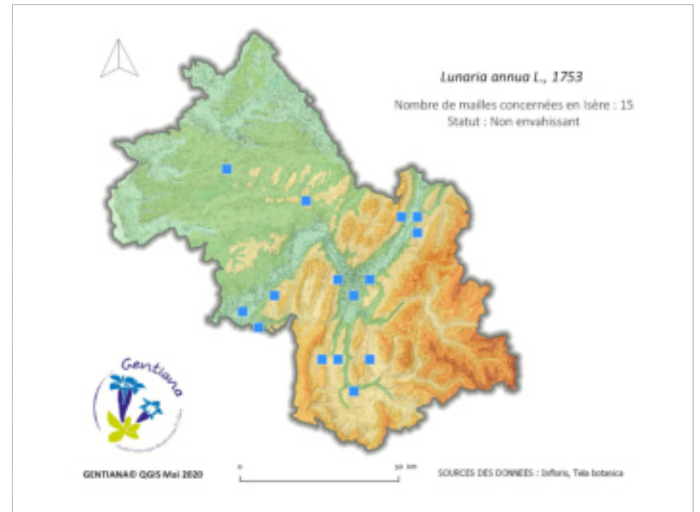 Lunaria annua L., 1753
Nombre de mailles concernées en Isère : 15
Statut : Non envahissant
Gentiana
GENTIANA© QGIS Mai 2020
0
30 km
SOURCES DES DONNEES : Infloris, Tela botanica